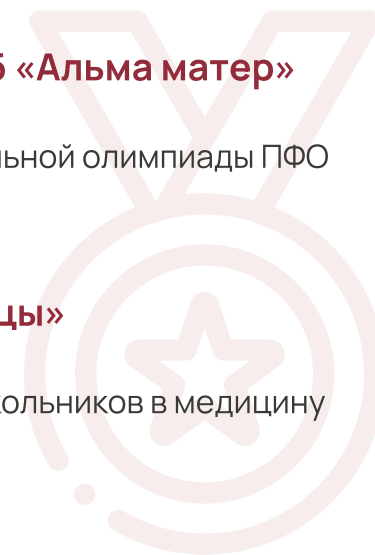 «Альма матер»
льной олимпиады ПФО
цы»
кольников в медицину